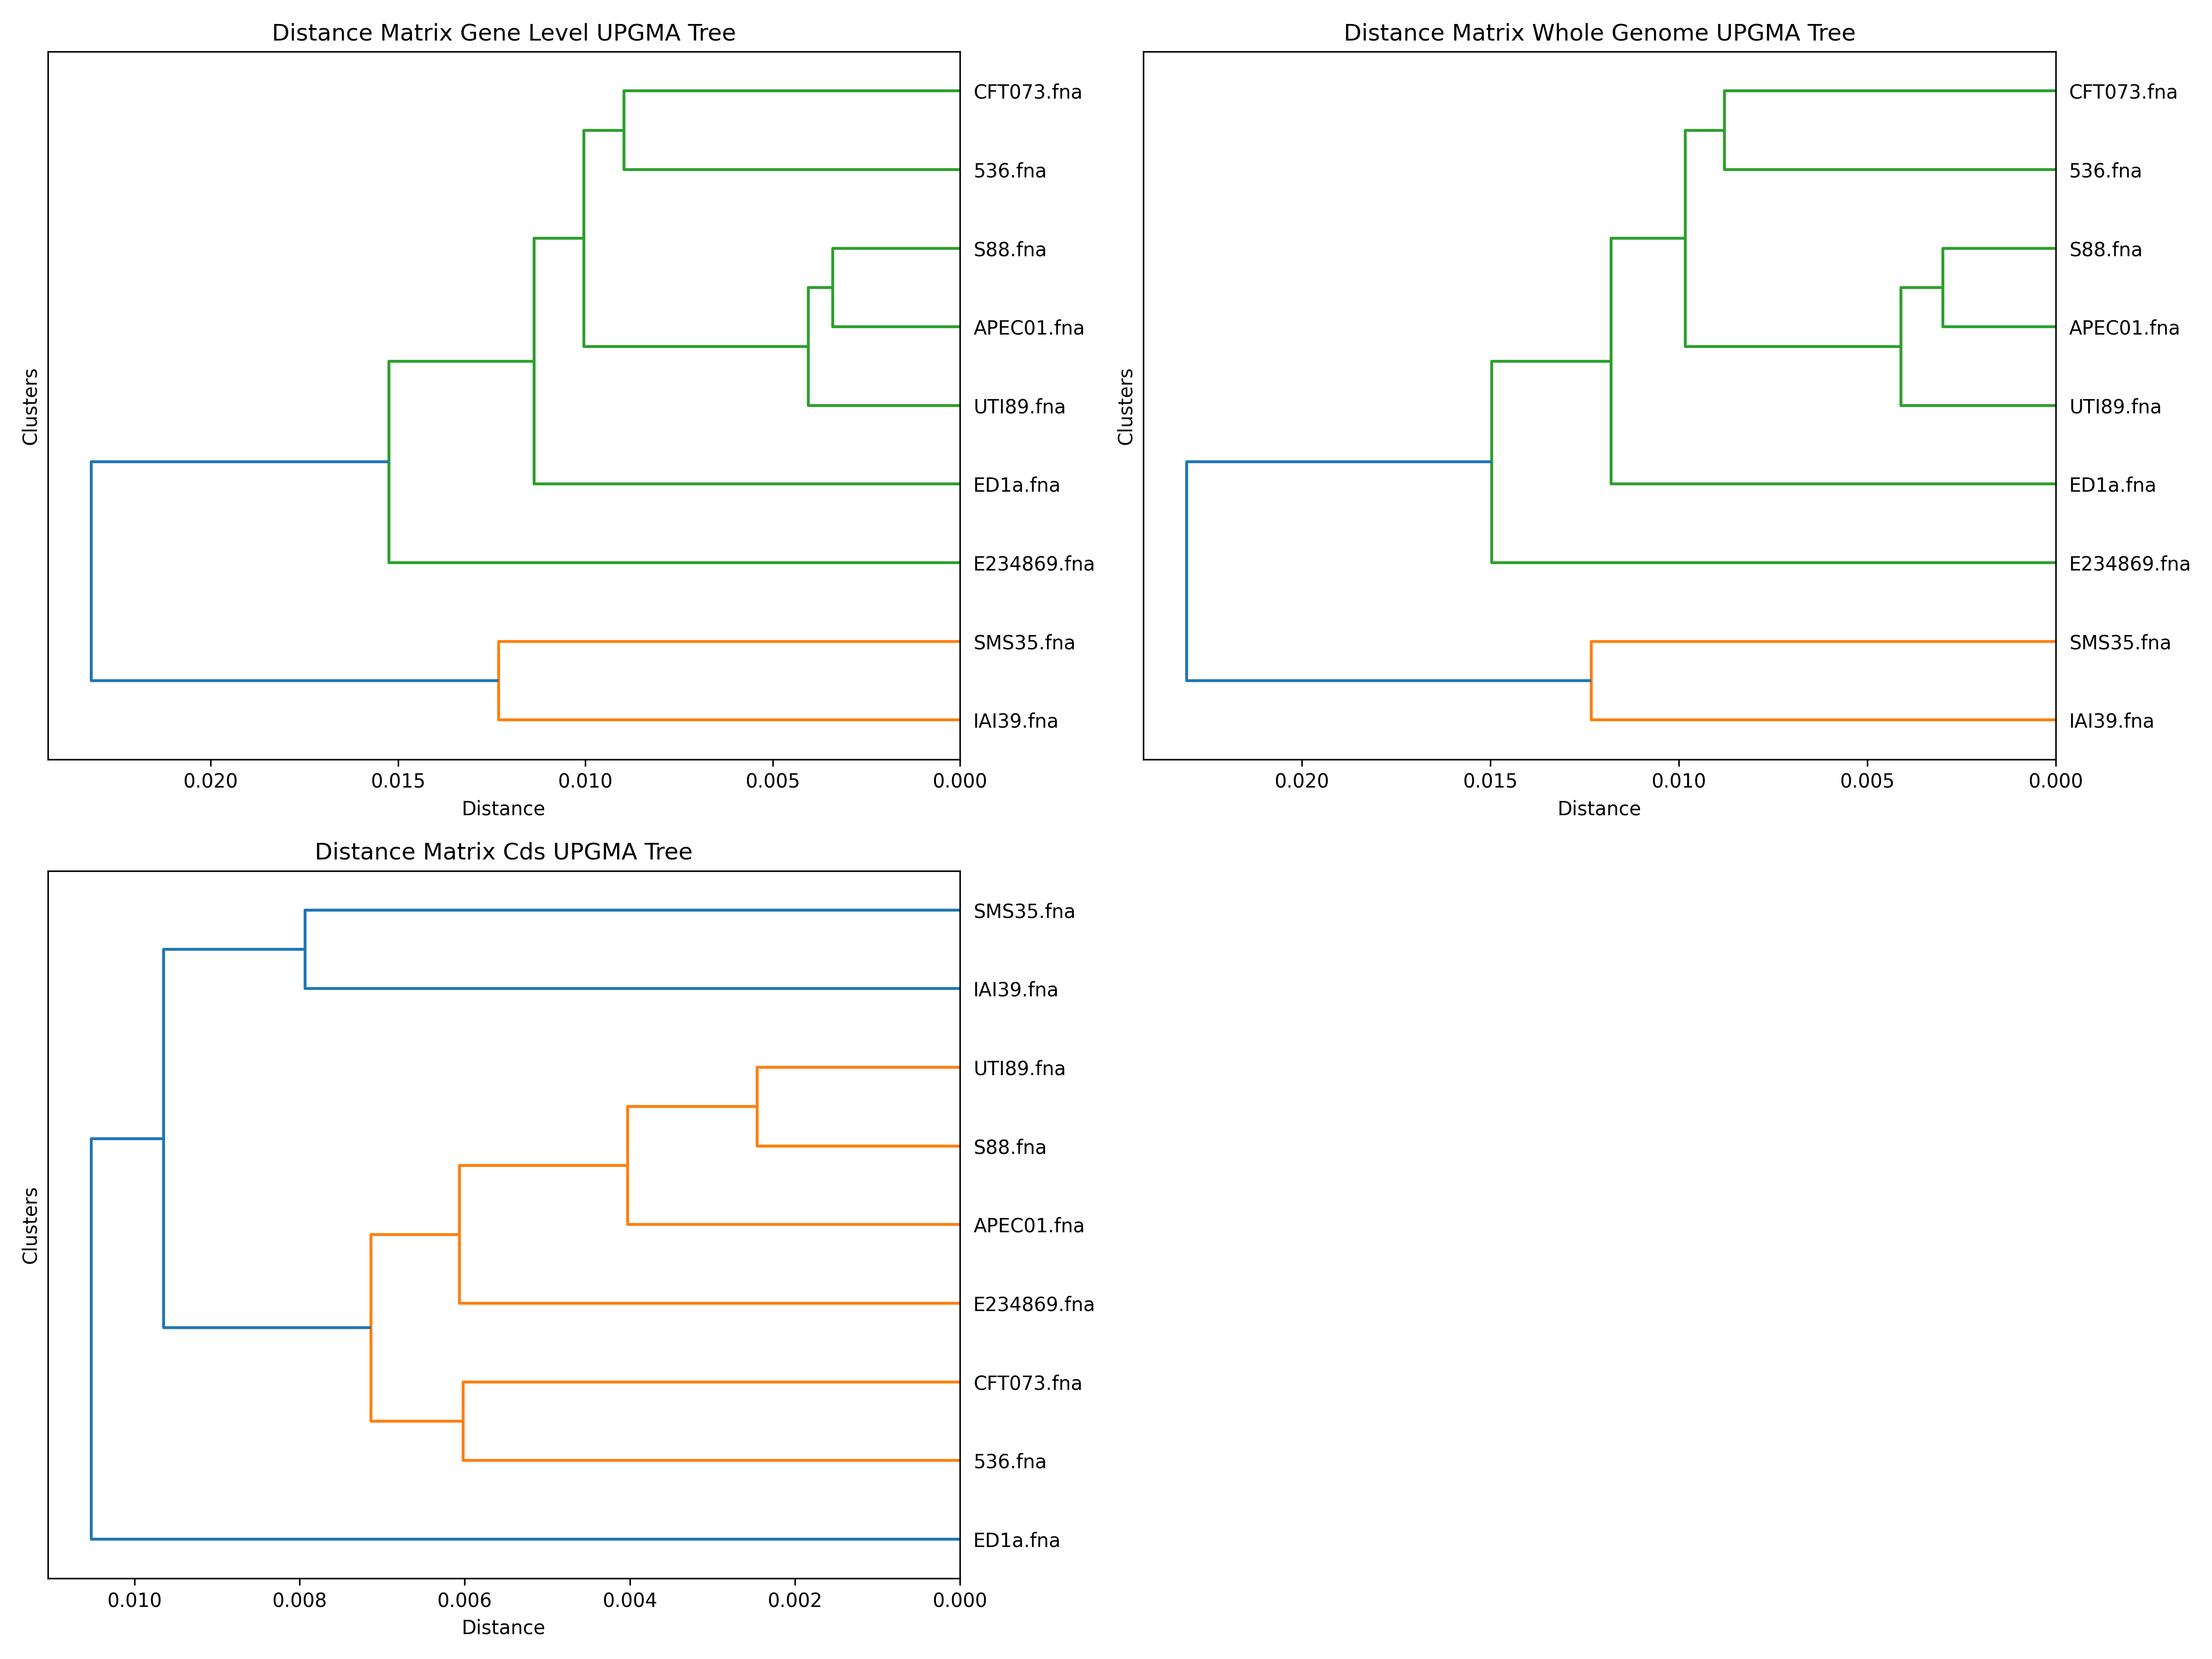 Distance Matrix Gene Level UPGMA Tree
Clusters
CFT073.fna
536.fna
S88.fna
APEC01.fna
UTI89.fna
ED1a.fna
E234869.fna
SMS35.fna
IAI39.fna
0.020 0.015 0.010 0.005 0.000
Distance
Distance Matrix Whole Genome UPGMA Tree
Clusters
CFT073.fna
536.fna
S88.fna
APEC01.fna
UTI89.fna
ED1a.fna
E234869.fna
SMS35.fna
IAI39.fna
0.020 0.015 0.010 0.005 0.000
Distance
Distance Matrix Cds UPGMA Tree
Clusters
SMS35.fna
IAI39.fna
UTI89.fna
S88.fna
APEC01.fna
E234869.fna
CFT073.fna
536.fna
ED1a.fna
0.010 0.008 0.006 0.004 0.002 0.000
Distance